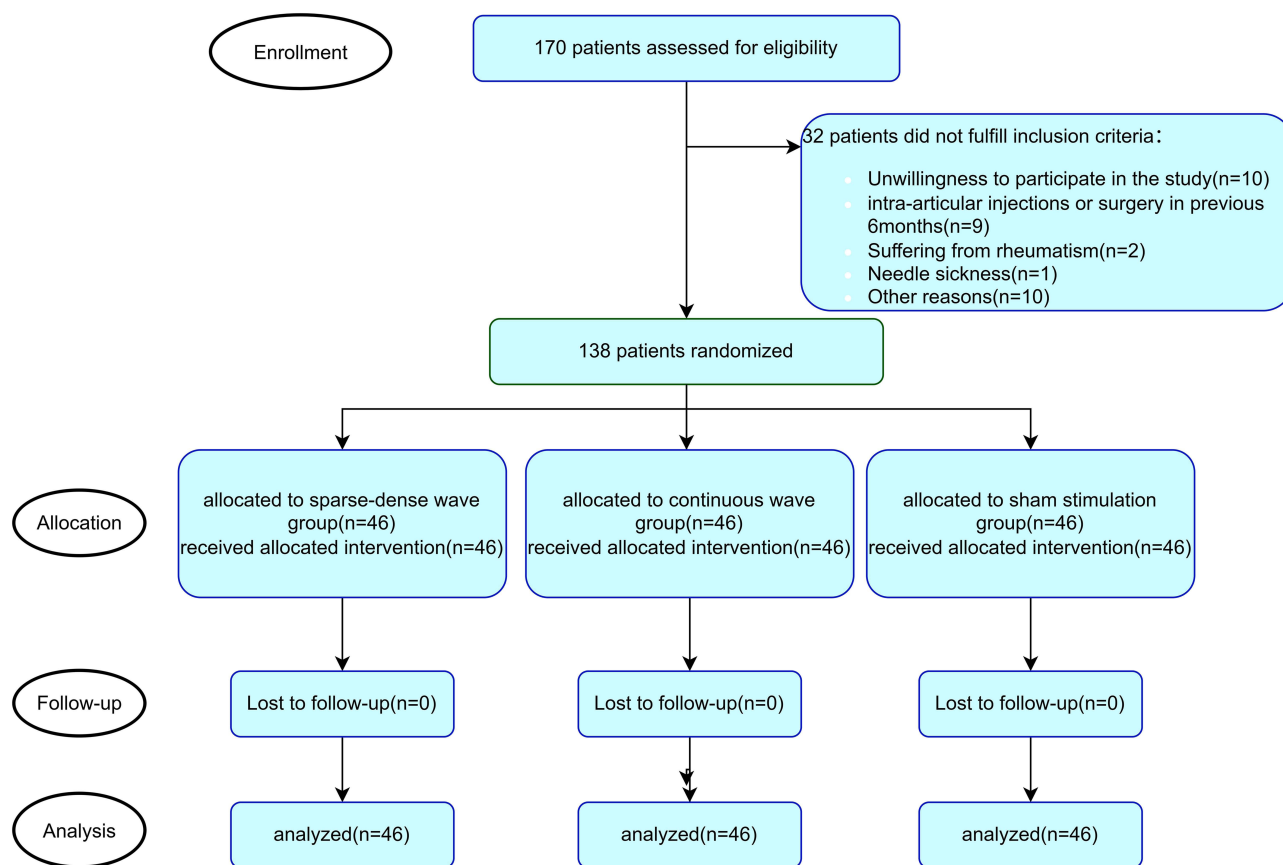 Enrollment
170 patients assessed for eligibility
32 patients did not fulfill inclusion criteria：
Unwillingness to participate in the study(n=10)
intra-articular injections or surgery in previous
6months(n=9)
Suffering from rheumatism(n=2)
Needle sickness(n=1)
Other reasons(n=10)
138 patients randomized
Allocation
allocated to sparse-dense wave
group(n=46)
received allocated intervention(n=46)
allocated to continuous wave
group(n=46)
received allocated intervention(n=46)
allocated to sham stimulation
group(n=46)
received allocated intervention(n=46)
Follow-up
Lost to follow-up(n=0)
Lost to follow-up(n=0)
Lost to follow-up(n=0)
Analysis
analyzed(n=46)
analyzed(n=46)
analyzed(n=46)